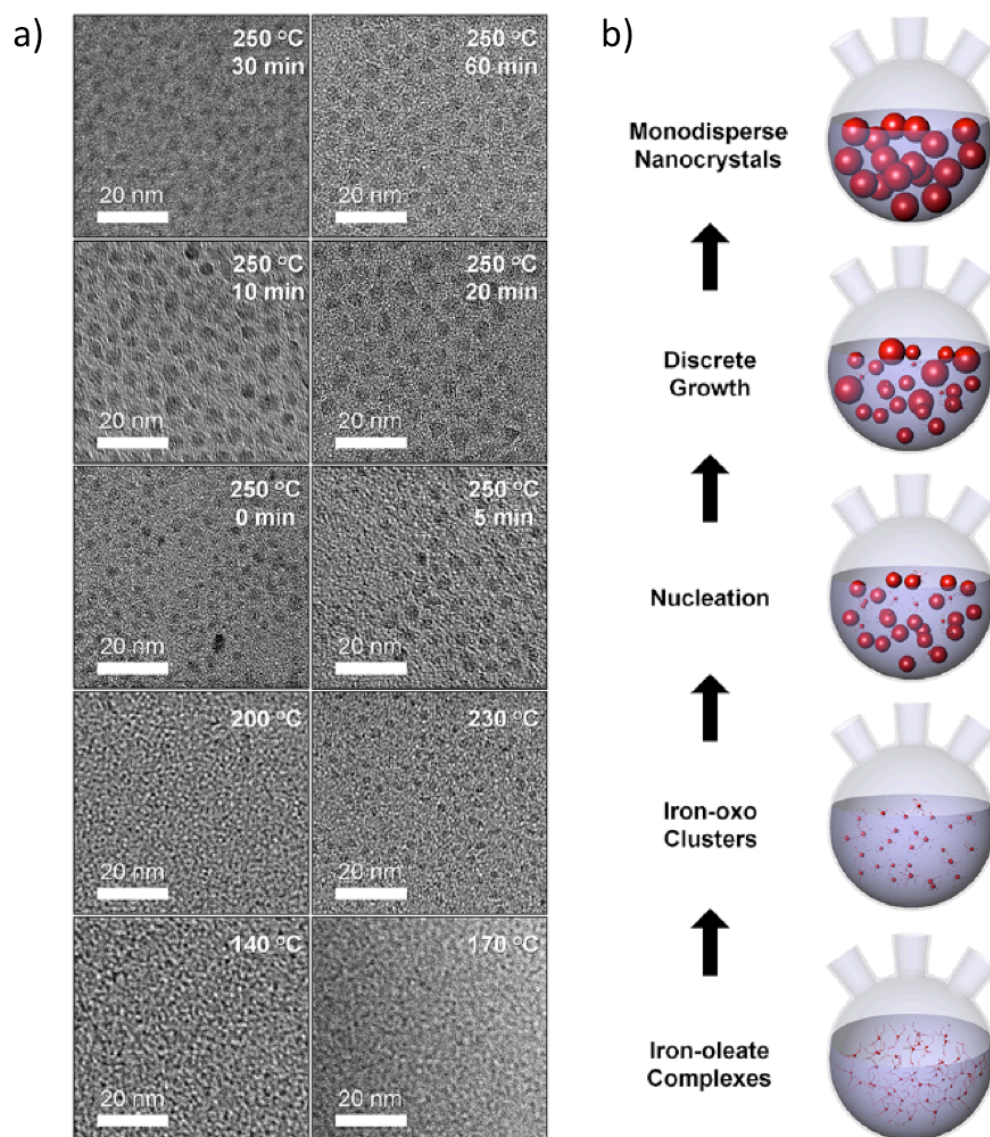 a)
250 °C
30 min
20 nm
250 °C
60 min
20 nm
250 °C
10 min
20 nm
250 °C
20 min
20 nm
250 °C
0 min
20 nm
250 °C
5 min
20 nm
200 °C
20 nm
230 °C
20 nm
140 °C
20 nm
170 °C
20 nm
b)
Monodisperse
Nanocrystals
Discrete
Growth
Nucleation
Iron-oxo
Clusters
Iron-oleate
Complexes